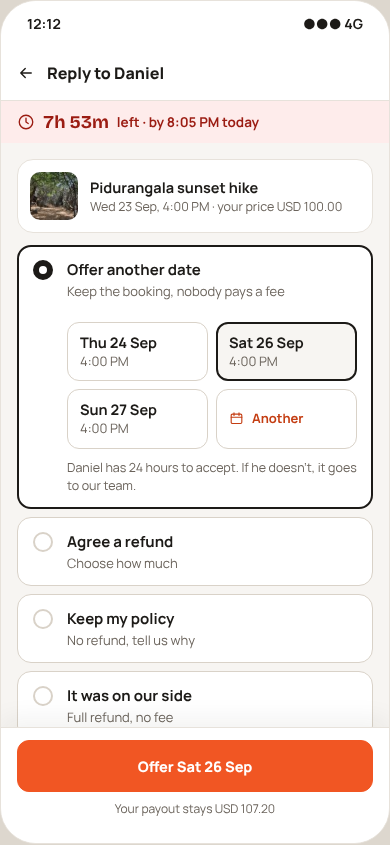 12:12
4G
Reply to Daniel
7h 53m left · by 8:05 PM today
Pidurangala sunset hike
Wed 23 Sep, 4:00 PM · your price USD 100.00
Offer another date
Keep the booking, nobody pays a fee
Thu 24 Sep
4:00 PM
Sat 26 Sep
4:00 PM
Sun 27 Sep
4:00 PM
Another
Daniel has 24 hours to accept. If he doesn't, it goes
to our team.
Agree a refund
Choose how much
Keep my policy
No refund, tell us why
It was on our side
Full refund, no fee
Offer Sat 26 Sep
Your payout stays USD 107.20